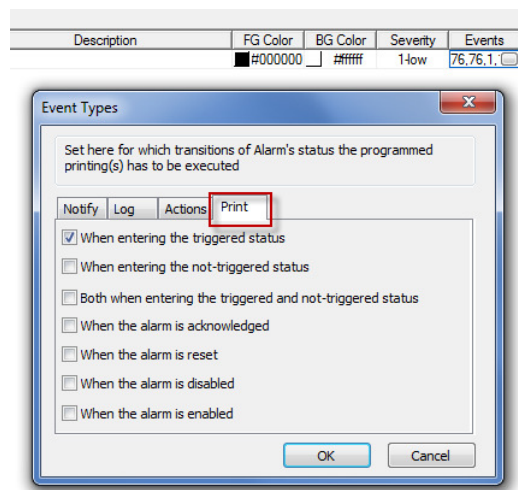 Description FG Color BG Color Severity Events
#000000 #ffffff 1-low 76,76,1,
Event Types
Set here for which transitions of Alarm's status the programmed
printing(s) has to be executed
Notify Log Actions Print
When entering the triggered status
When entering the not-triggered status
Both when entering the triggered and not-triggered status
When the alarm is acknowledged
When the alarm is reset
When the alarm is disabled
When the alarm is enabled
OK Cancel